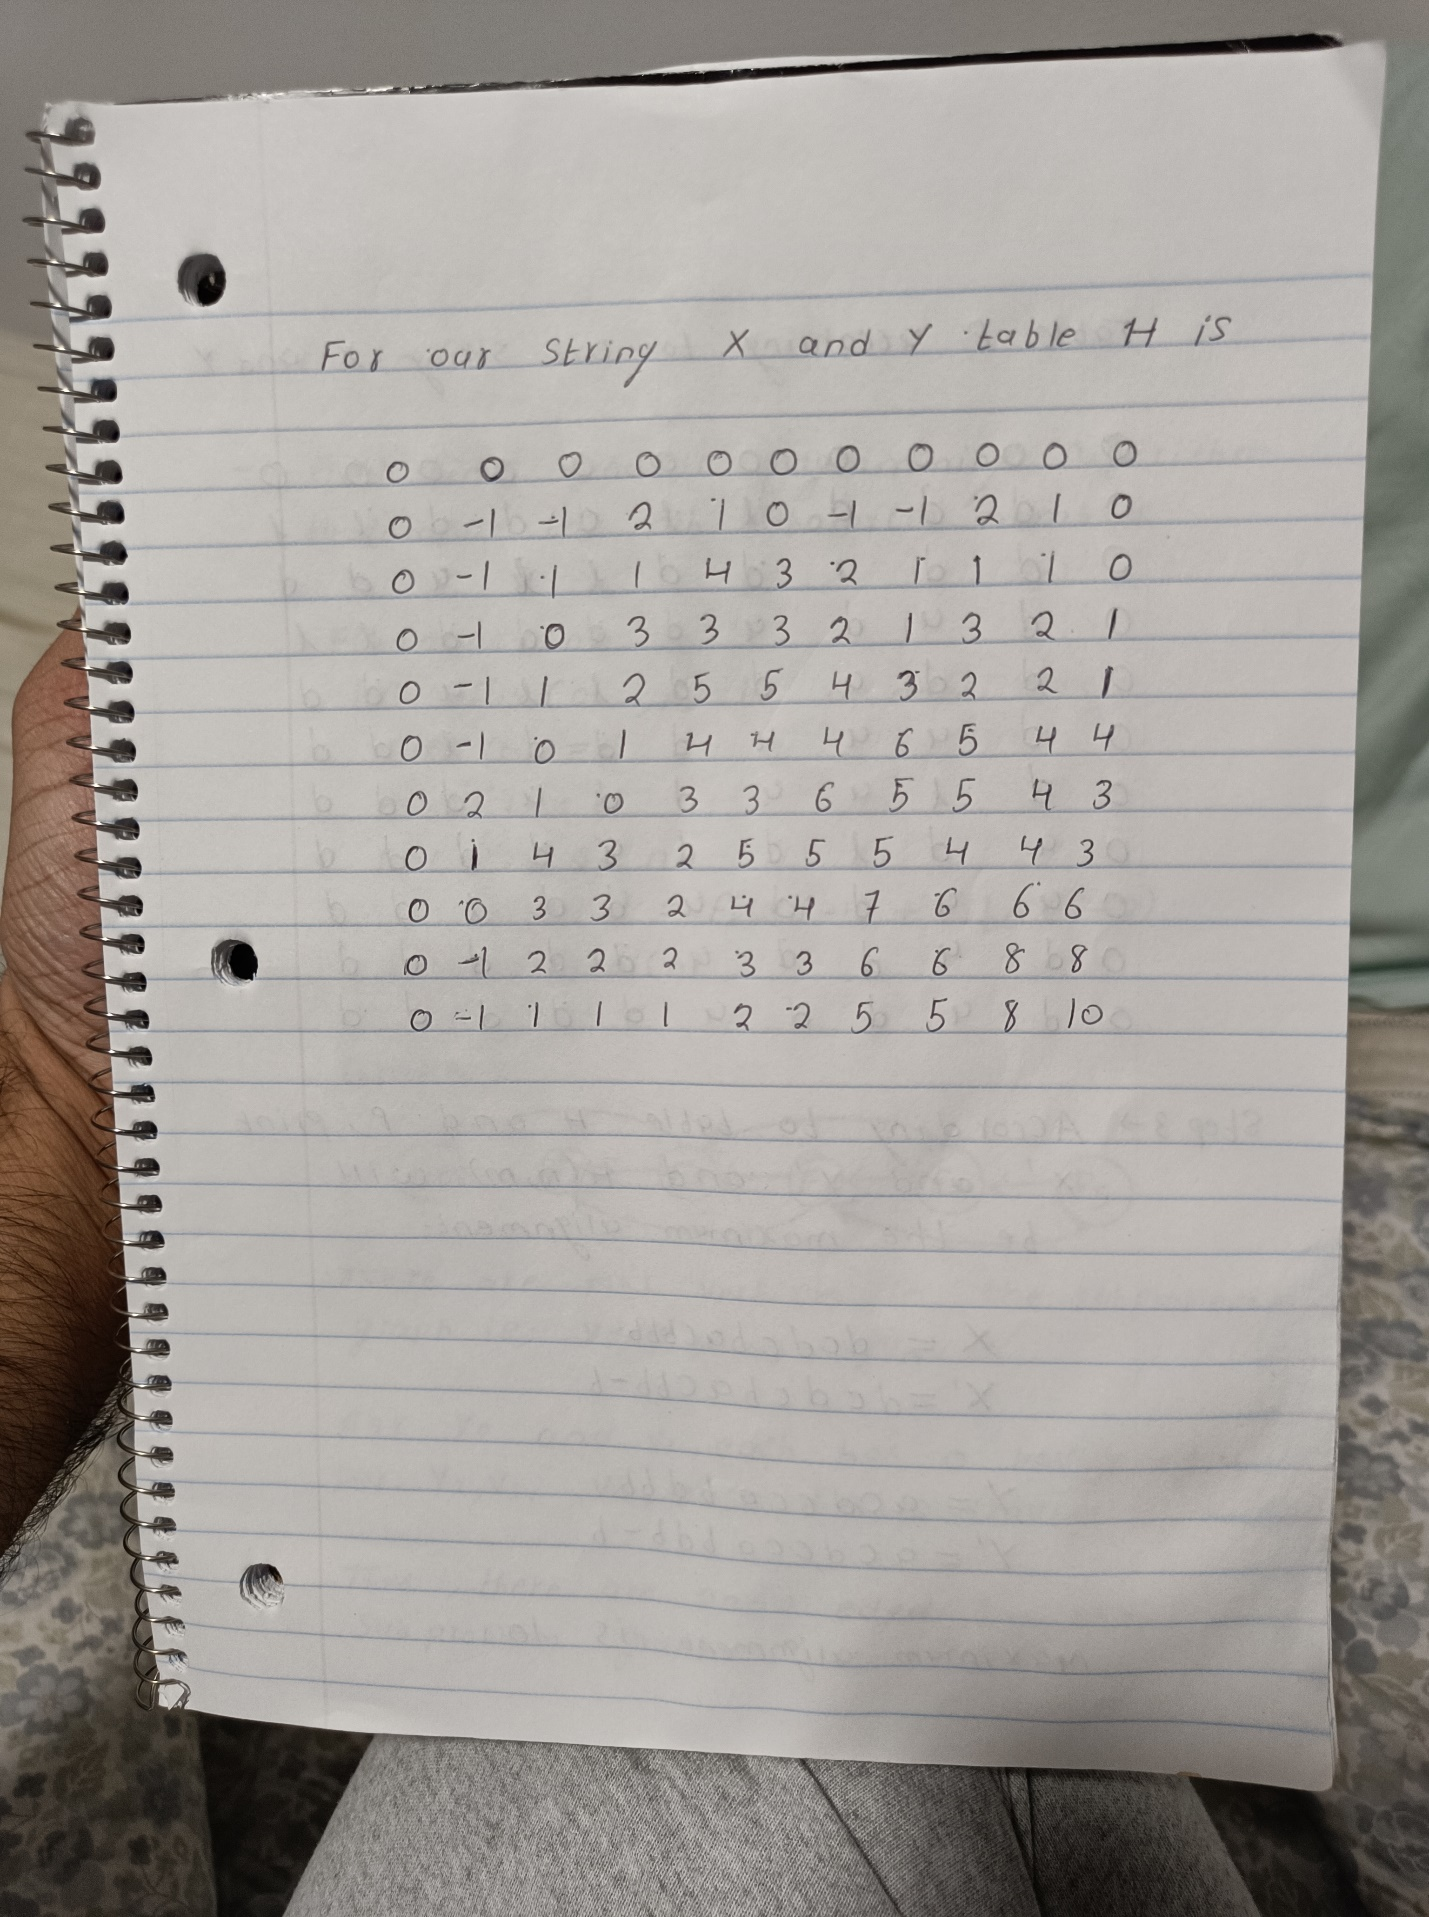 For our string X and Y table H is
0 0 0 0 0 0 0 0 0 0 0
0 -1 -1 2 1 0 -1 -1 2 1 0
0 -1 1 1 4 3 2 1 1 1 0
0 -1 0 3 3 3 2 1 3 2 1
0 -1 1 2 5 5 4 3 2 2 1
0 -1 0 1 4 4 4 6 5 4 4
0 2 1 0 3 3 6 5 5 4 3
0 1 4 3 2 5 5 5 4 4 3
0 0 3 3 2 4 4 7 6 6 6
0 -1 2 2 2 3 3 6 6 8 8
0 -1 1 1 1 2 2 5 5 8 10